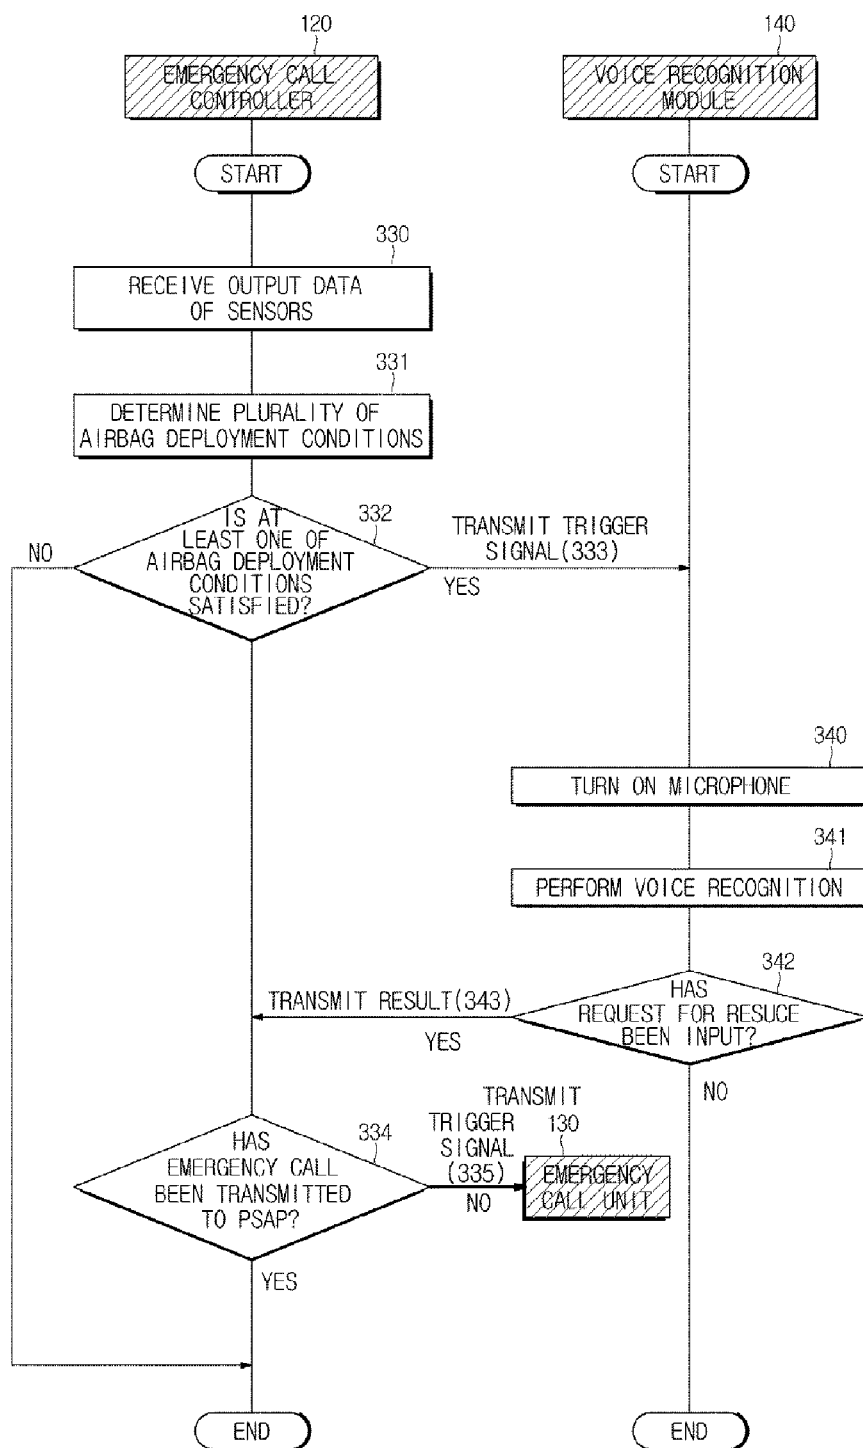 120
140
EMERGENCY CALL
CONTROLLER
VOICE RECOGNITION
MODULE
START
START
330
RECEIVE OUTPUT DATA
OF SENSORS
331
DETERMINE PLURALITY OF
AIRBAG DEPLOYMENT CONDITIONS
332
IS AT
LEAST ONE OF
AIRBAG DEPLOYMENT
CONDITIONS
SATISFIED?
NO
TRANSMIT TRIGGER
SIGNAL(333)
YES
340
TURN ON MICROPHONE
341
PERFORM VOICE RECOGNITION
342
HAS
REQUEST FOR RESUCE
BEEN INPUT?
TRANSMIT RESULT(343)
YES
NO
334
HAS
EMERGENCY CALL
BEEN TRANSMITTED
TO PSAP?
TRANSMIT
TRIGGER
SIGNAL
(335)
NO
130
EMERGENCY
CALL UNIT
YES
END
END